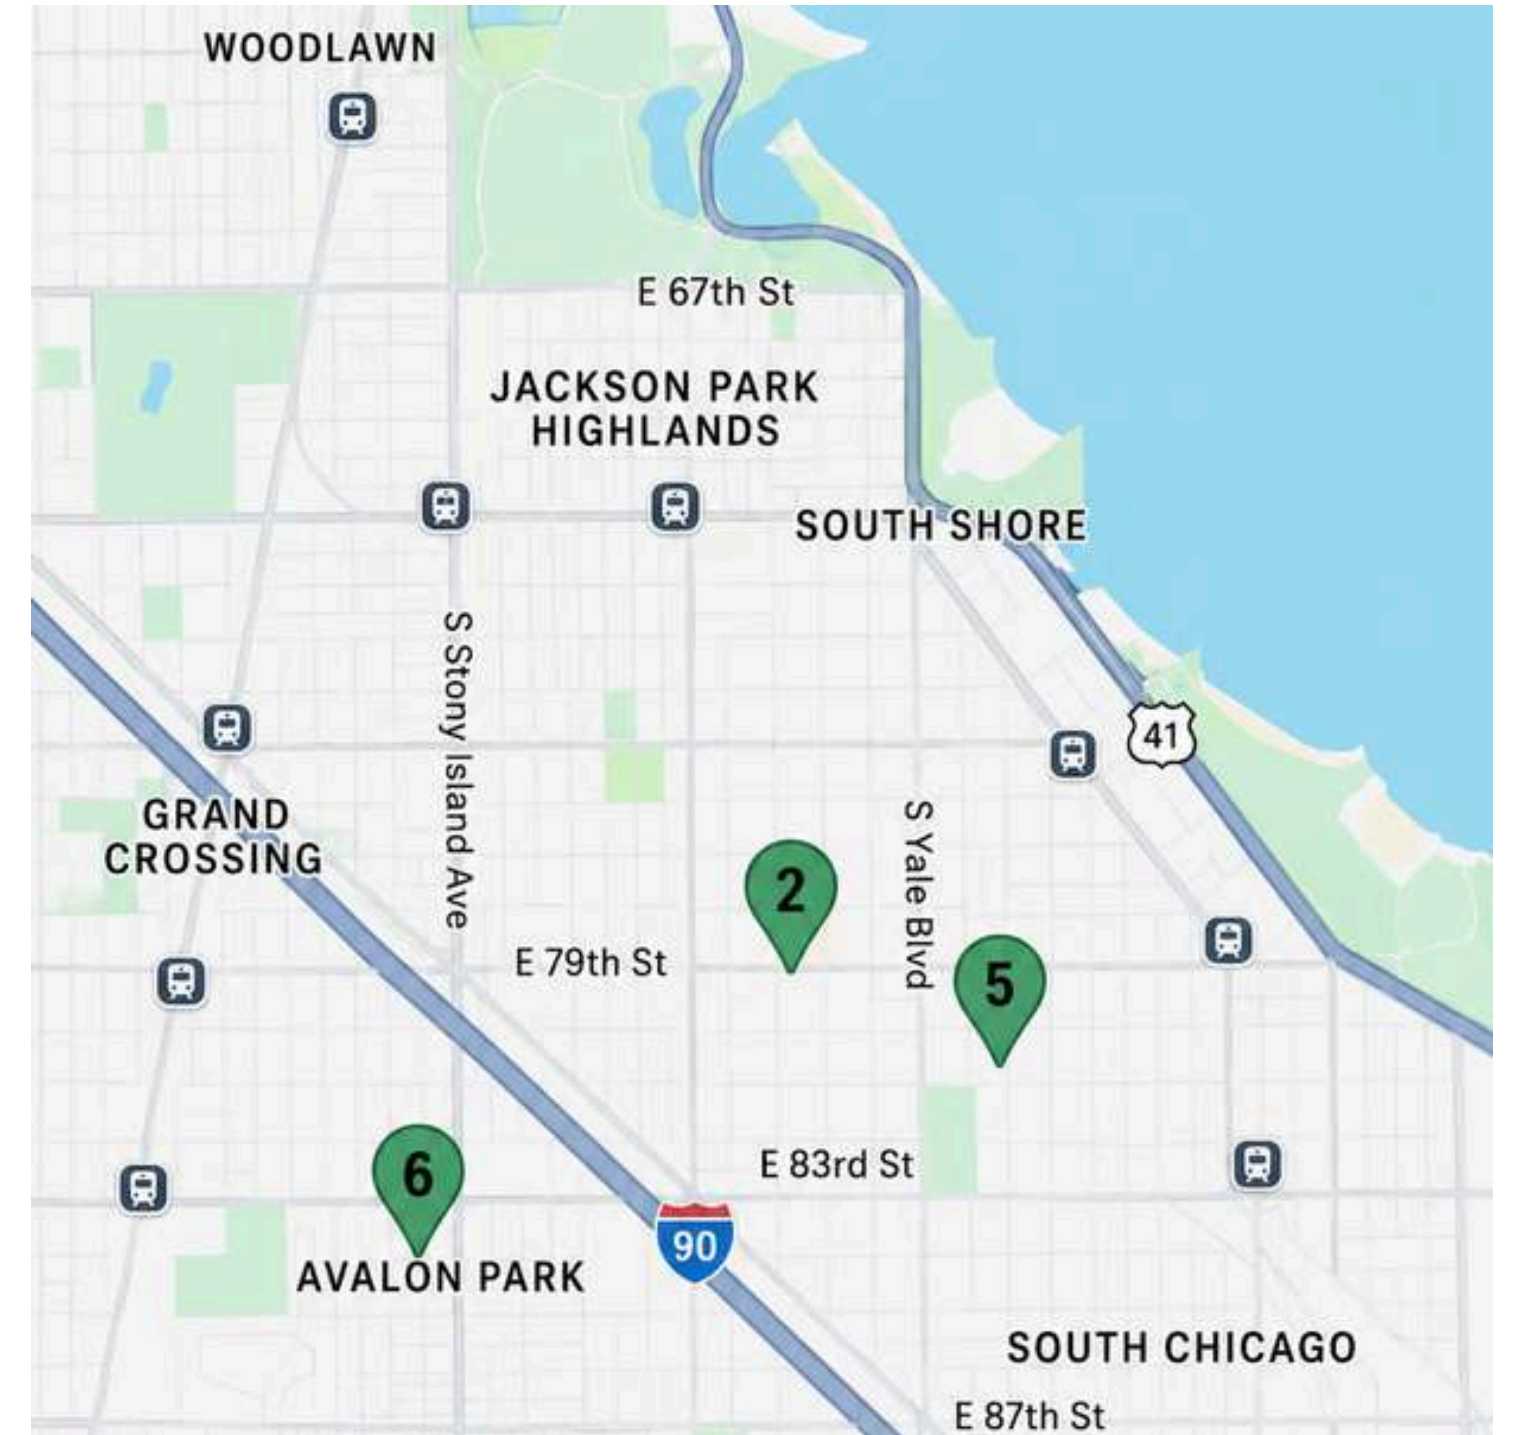 WOODLAWN
E 67th St
JACKSON PARK
HIGHLANDS
SOUTH SHORE
S Stony Island Ave
41
GRAND
CROSSING
S Yale Blvd
2
E 79th St
5
6
E 83rd St
90
AVALON PARK
SOUTH CHICAGO
E 87th St